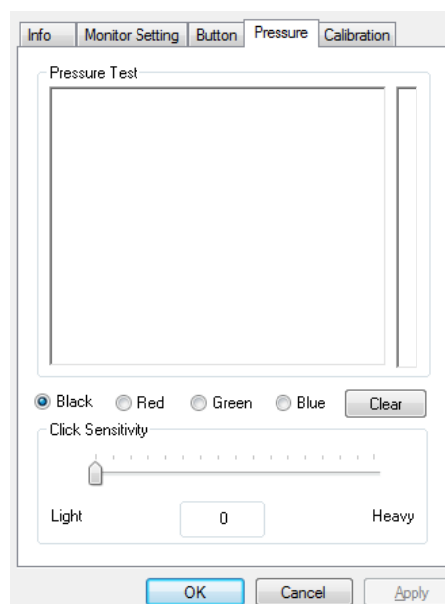 Info Monitor Setting Button Pressure Calibration
Pressure Test
Black Red Green Blue Clear
Click Sensitivity
Light 0 Heavy
OK Cancel Apply